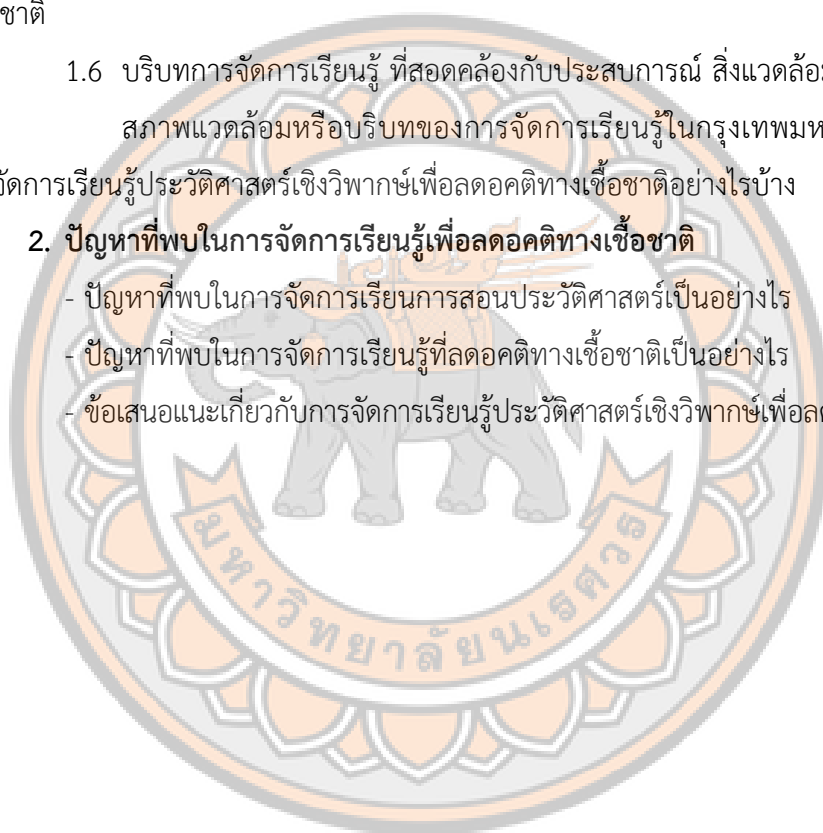 ชาติ
1.6 บริบทการจัดการเรียนรู้ ที่สอดคล้องกับประสบการณ์ สิ่งแวดล้อม
สภาพแวดล้อมหรือบริบทของการจัดการเรียนรู้ในกรุงเทพมห
จัดการเรียนรู้ประวัติศาสตร์เชิงวิพากษ์เพื่อลดอคติทางเชื้อชาติอย่างไรบ้าง
2. ปัญหาที่พบในการจัดการเรียนรู้เพื่อลดอคติทางเชื้อชาติ
- ปัญหาที่พบในการจัดการเรียนการสอนประวัติศาสตร์เป็นอย่างไร
- ปัญหาที่พบในการจัดการเรียนรู้ที่ลดอคติทางเชื้อชาติเป็นอย่างไร
- ข้อเสนอแนะเกี่ยวกับการจัดการเรียนรู้ประวัติศาสตร์เชิงวิพากษ์เพื่อลด
มหาวิทยาลัยนเรศวร